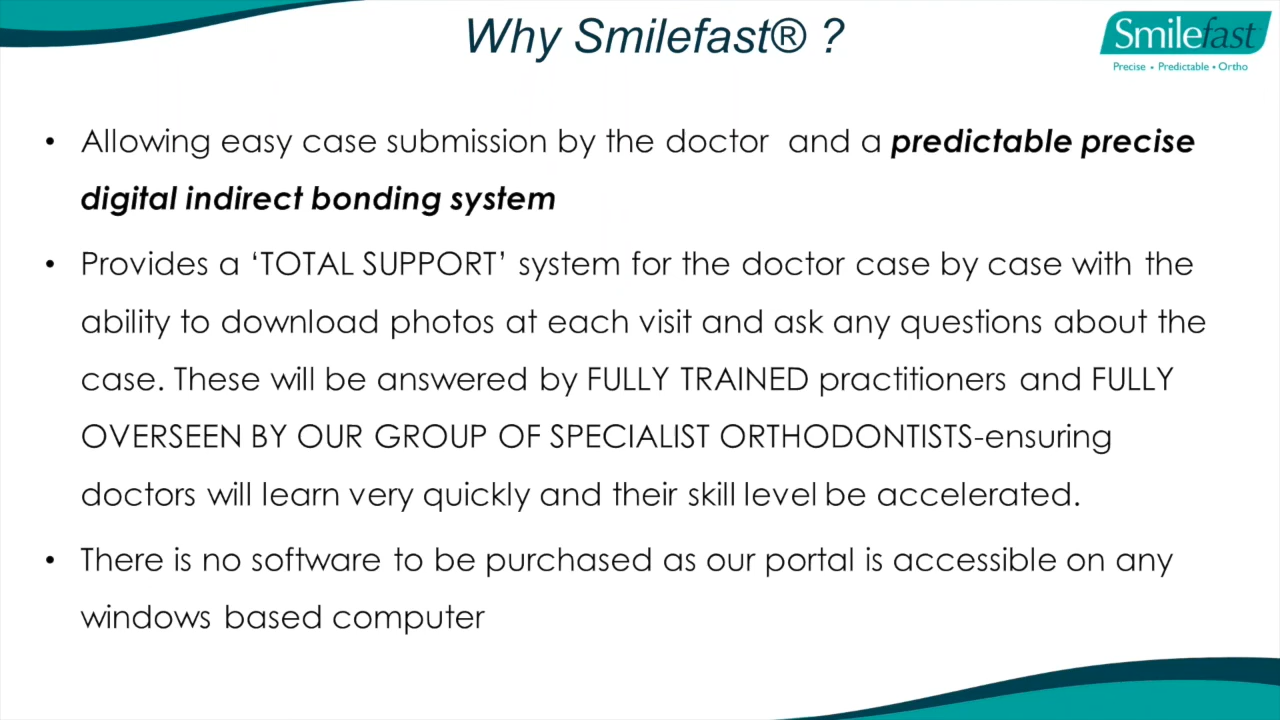 Why Smilefast® ?
Smilefast
Precise • Predictable • Ortho
• Allowing easy case submission by the doctor and a predictable precise
digital indirect bonding system
• Provides a ‘TOTAL SUPPORT’ system for the doctor case by case with the
ability to download photos at each visit and ask any questions about the
case. These will be answered by FULLY TRAINED practitioners and FULLY
OVERSEEN BY OUR GROUP OF SPECIALIST ORTHODONTISTS-ensuring
doctors will learn very quickly and their skill level be accelerated.
• There is no software to be purchased as our portal is accessible on any
windows based computer